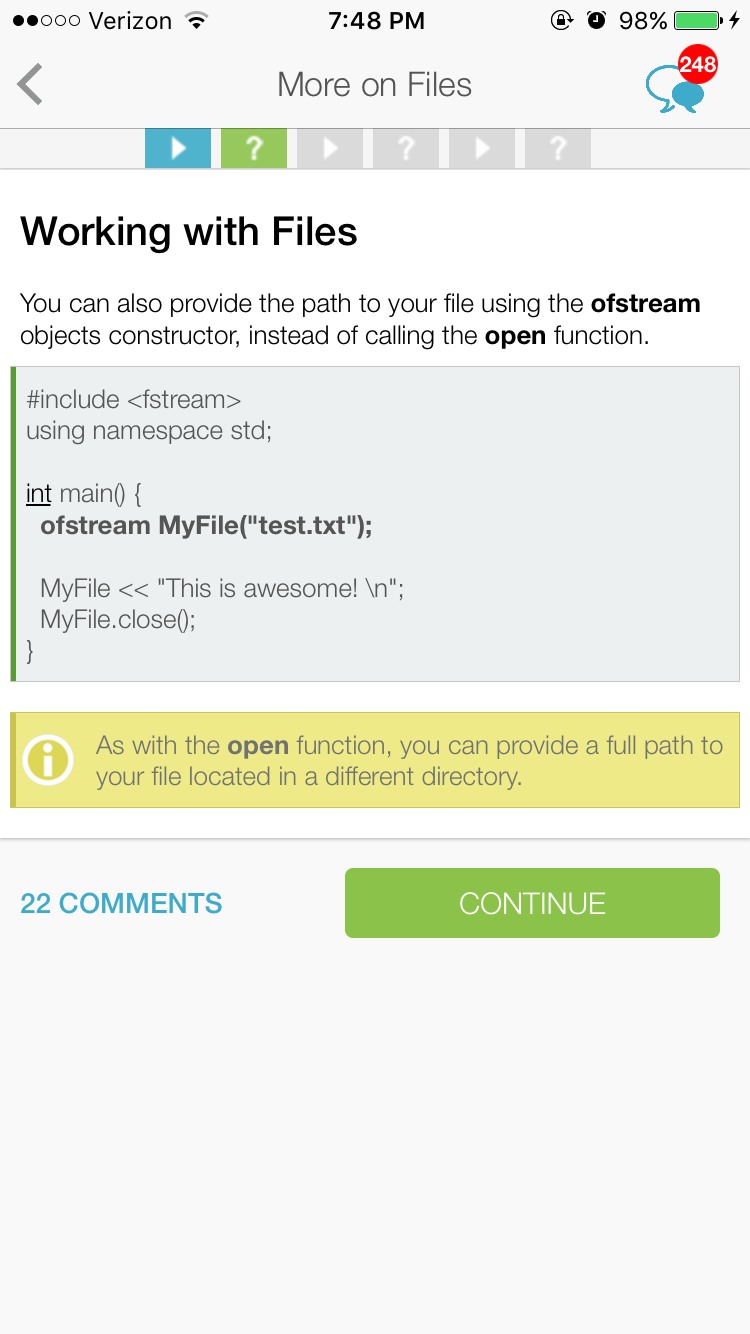 Verizon 7:48 PM 98%
More on Files 248
? ? ?
Working with Files
You can also provide the path to your file using the ofstream
objects constructor, instead of calling the open function.
#include <fstream>
using namespace std;
int main() {
ofstream MyFile("test.txt");
MyFile << "This is awesome! \n";
MyFile.close();
}
As with the open function, you can provide a full path to
your file located in a different directory.
22 COMMENTS CONTINUE